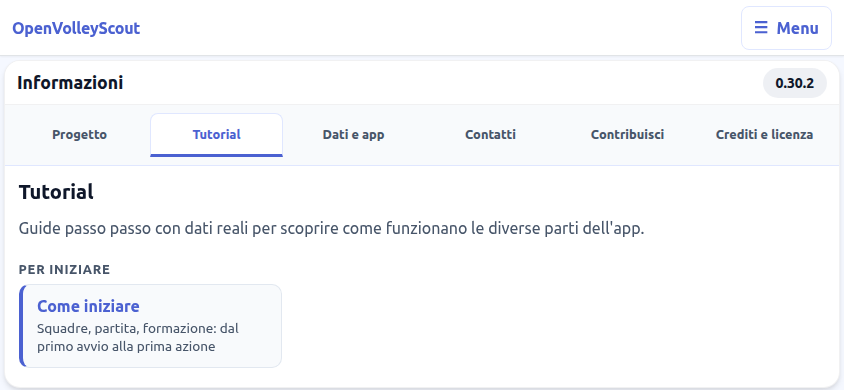 OpenVolleyScout
☰ Menu
Informazioni
0.30.2
Progetto
Tutorial
Dati e app
Contatti
Contribuisci
Crediti e licenza
Tutorial
Guide passo passo con dati reali per scoprire come funzionano le diverse parti dell'app.
PER INIZIARE
Come iniziare
Squadre, partita, formazione: dal
primo avvio alla prima azione